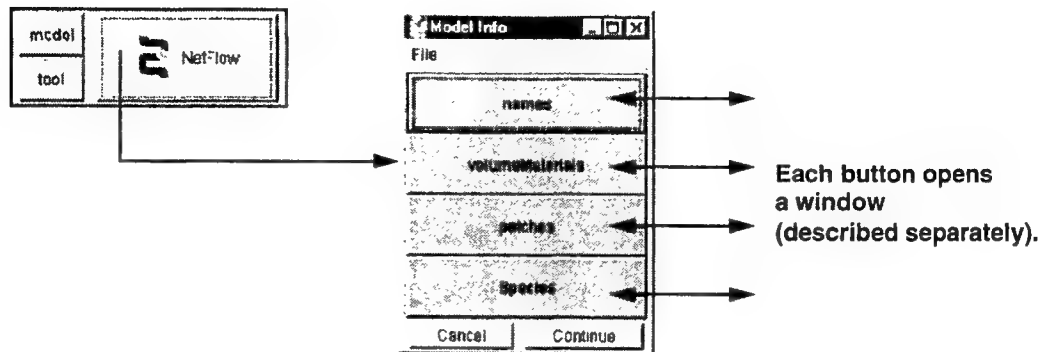 model
tool
NetFlow
Model Info
File
names
volumeMaterials
patches
Species
Cancel
Continue
Each button opens
a window
(described separately).